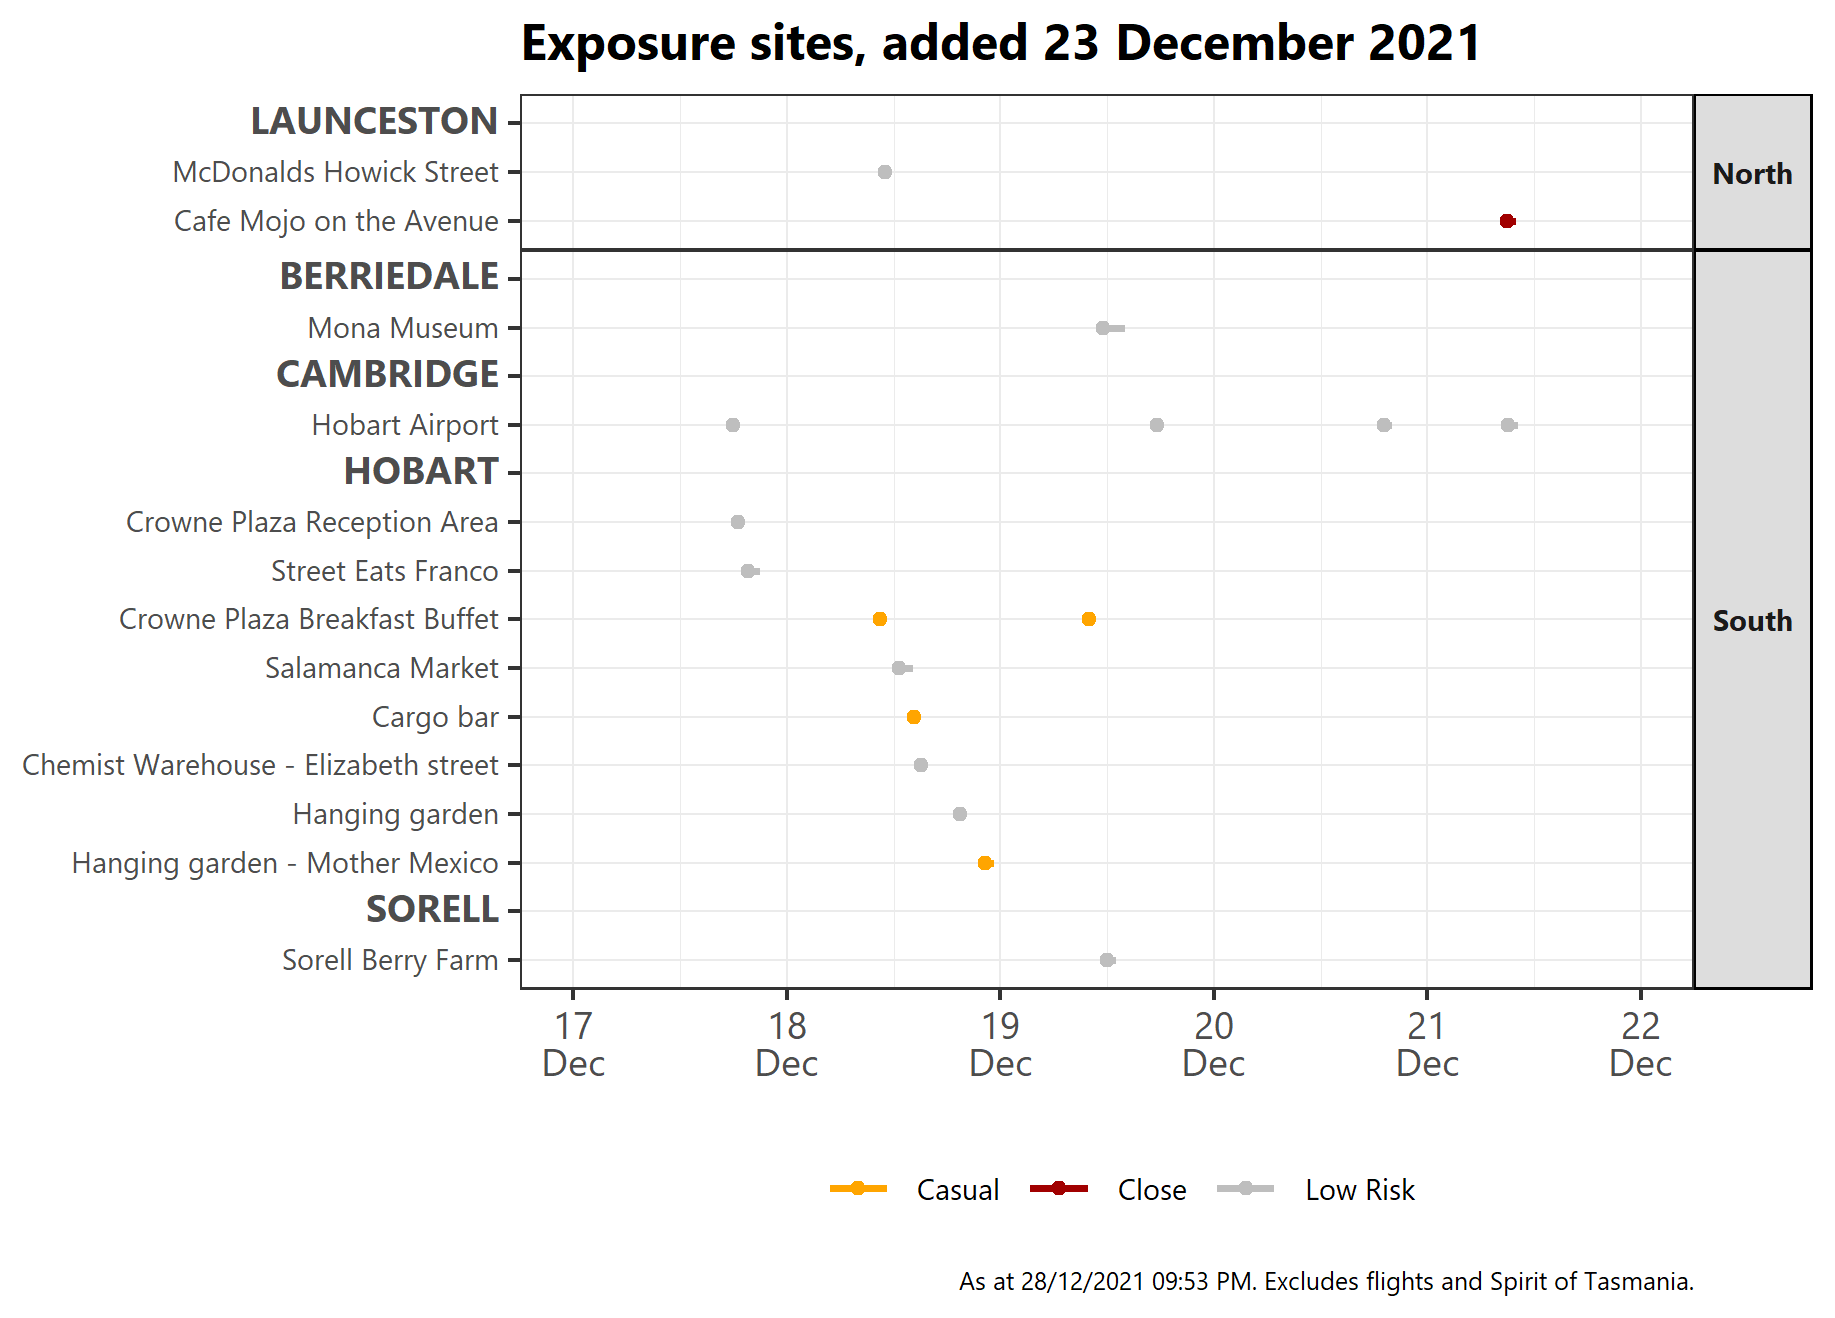 Exposure sites, added 23 December 2021
LAUNCESTON
McDonalds Howick Street
Cafe Mojo on the Avenue
North
BERRIEDALE
Mona Museum
CAMBRIDGE
Hobart Airport
HOBART
Crowne Plaza Reception Area
Street Eats Franco
Crowne Plaza Breakfast Buffet
Salamanca Market
Cargo bar
Chemist Warehouse - Elizabeth street
Hanging garden
Hanging garden - Mother Mexico
SORELL
Sorell Berry Farm
South
17 18 19 20 21 22
Dec Dec Dec Dec Dec Dec
Casual Close Low Risk
As at 28/12/2021 09:53 PM. Excludes flights and Spirit of Tasmania.